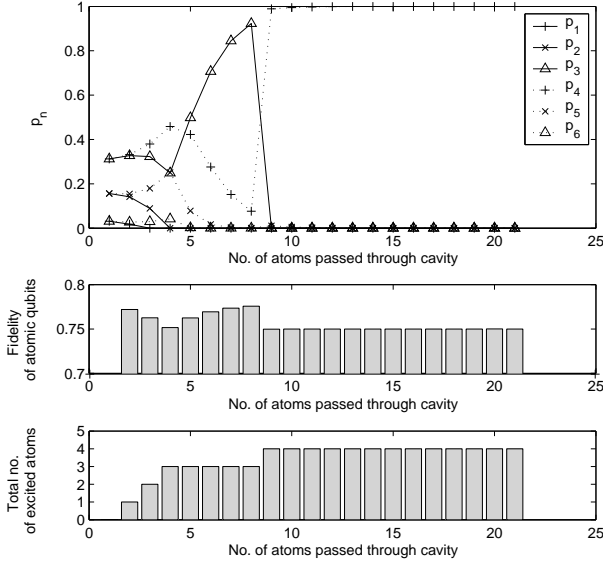 1
0.8
0.6
0.4
0.2
0
p_n
0 5 10 15 20 25
No. of atoms passed through cavity
p_1
p_2
p_3
p_4
p_5
p_6
0.8
0.75
0.7
Fidelity
of atomic qubits
0 5 10 15 20 25
No. of atoms passed through cavity
5
4
3
2
1
0
Total no.
of excited atoms
0 5 10 15 20 25
No. of atoms passed through cavity